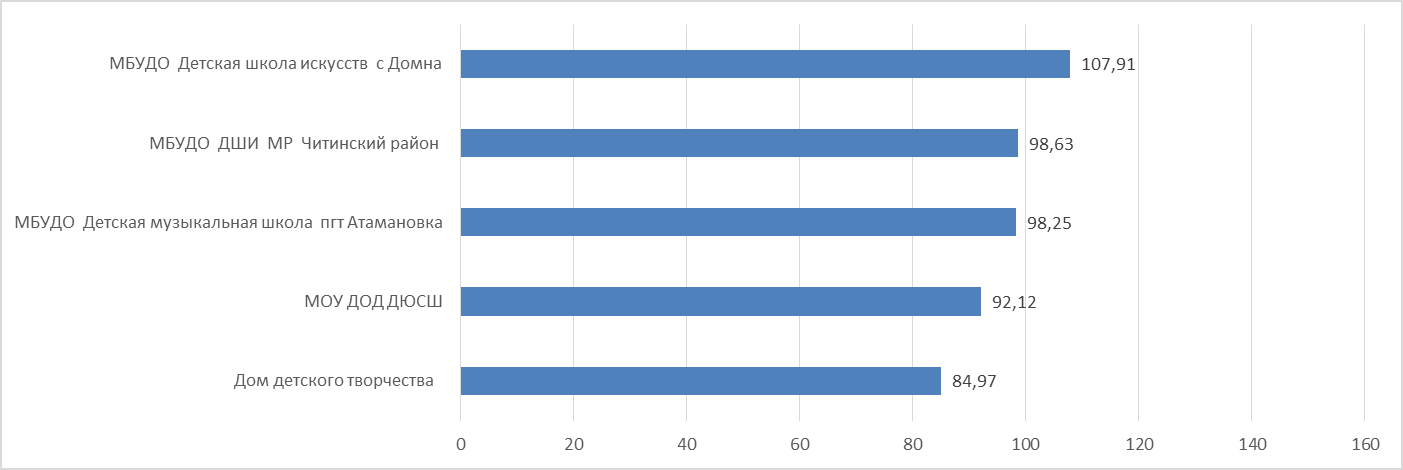 МБУДО Детская школа искусств с Домна
107,91
МБУДО ДШИ МР Читинский район
98,63
МБУДО Детская музыкальная школа пгт Атамановка
98,25
МОУ ДОД ДЮСШ
92,12
Дом детского творчества
84,97
0 20 40 60 80 100 120 140 160